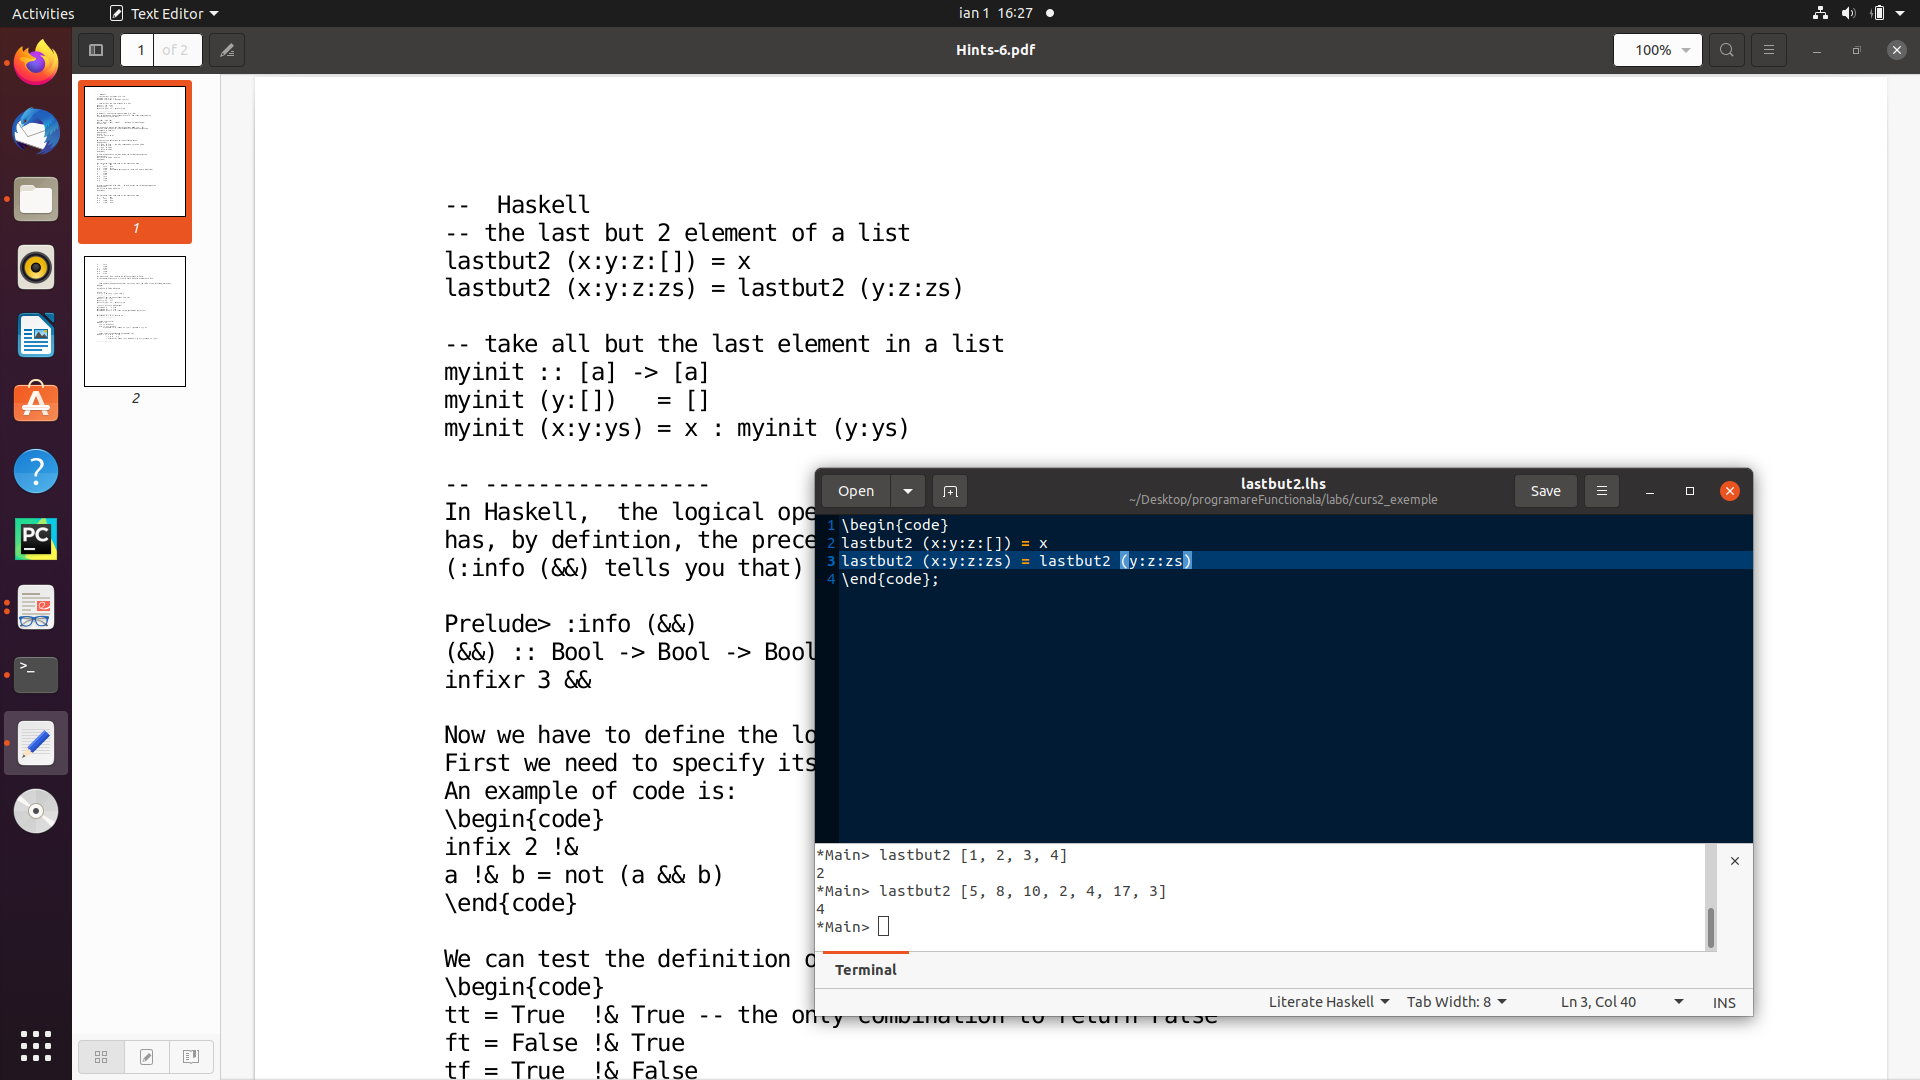 Activities
Text Editor
ian 1 16:27
1 of 2
Hints-6.pdf
100%
1
2
-- Haskell
-- the last but 2 element of a list
lastbut2 (x:y:z:[]) = x
lastbut2 (x:y:z:zs) = lastbut2 (y:z:zs)
-- take all but the last element in a list
myinit :: [a] -> [a]
myinit (y:[])   = []
myinit (x:y:ys) = x : myinit (y:ys)
-- -----------------
In Haskell,  the logical ope
has, by defintion, the prece
(:info (&&) tells you that)
Prelude> :info (&&)
(&&) :: Bool -> Bool -> Bool
infixr 3 &&
Now we have to define the lo
First we need to specify its
An example of code is:
\begin{code}
infix 2 !&
a !& b = not (a && b)
\end{code}
We can test the definition o
\begin{code}
tt = True  !& True -- the only combination to return False
ft = False !& True
tf = True  !& False
Open
lastbut2.lhs
~/Desktop/programareFunctionala/lab6/curs2_exemple
Save
1 \begin{code}
2 lastbut2 (x:y:z:[]) = x
3 lastbut2 (x:y:z:zs) = lastbut2 (y:z:zs)
4 \end{code};
*Main> lastbut2 [1, 2, 3, 4]
2
*Main> lastbut2 [5, 8, 10, 2, 4, 17, 3]
4
*Main>
Terminal
Literate Haskell
Tab Width: 8
Ln 3, Col 40
INS
PC
>_
?